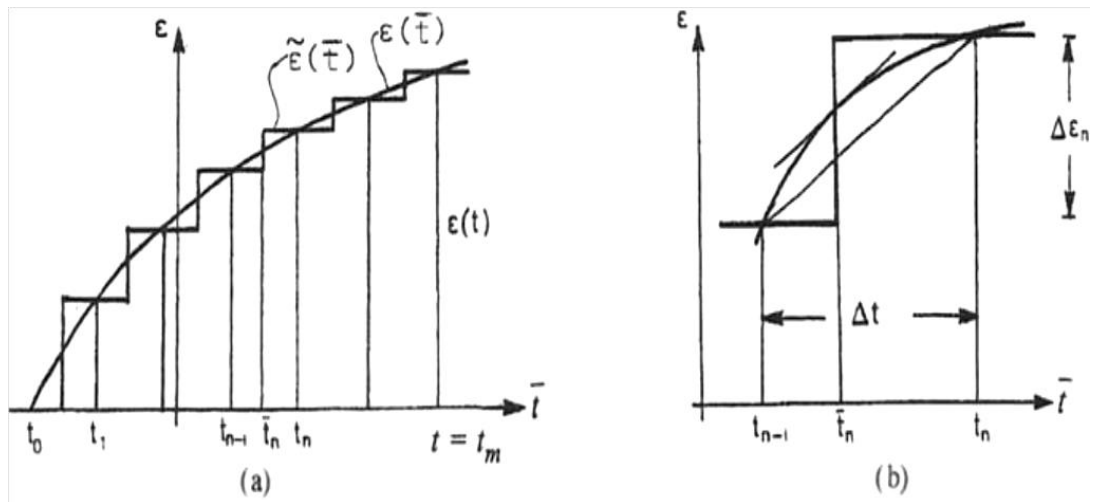 ε
ε̃(t̄)
ε(t̄)
ε(t)
t̄
t₀
t₁
tₙ₋₁
t̄ₙ
tₙ
t = tₘ
(a)
ε
Δεₙ
Δt
t̄
tₙ₋₁
t̄ₙ
tₙ
(b)